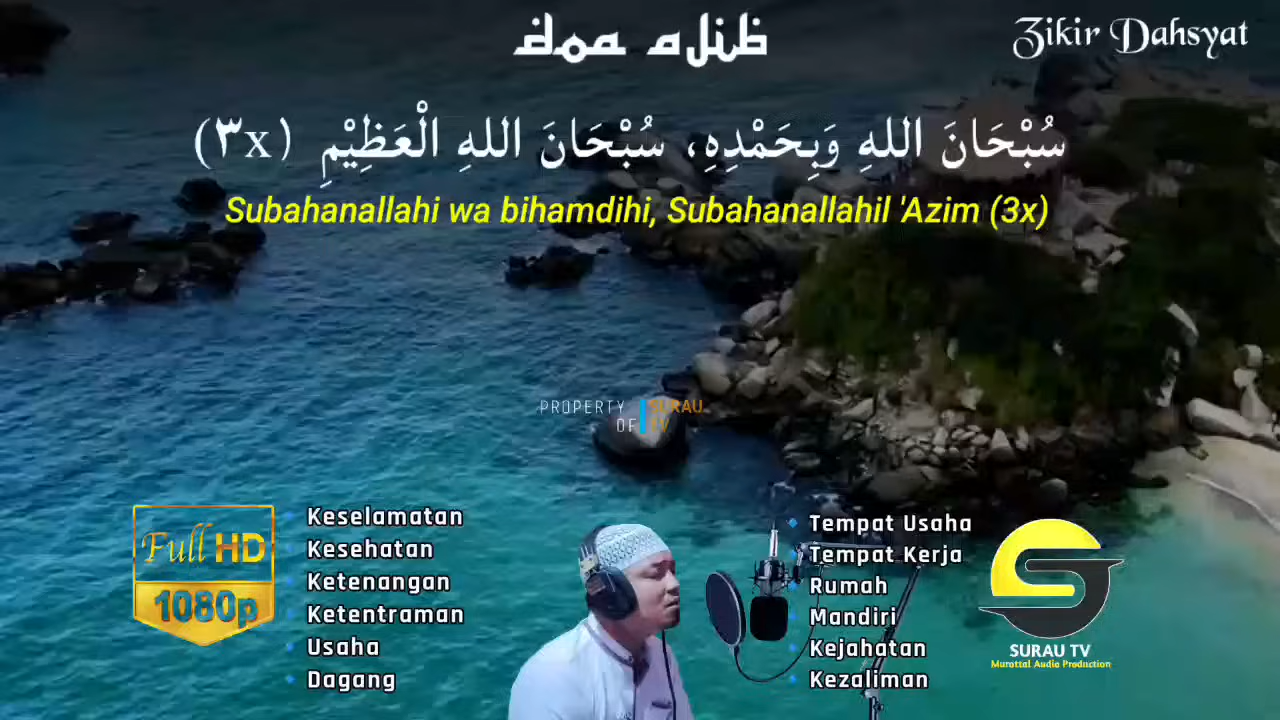 doa ajib
Zikir Dahsyat
سُبْحَانَ اللهِ وَبِحَمْدِهِ، سُبْحَانَ اللهِ الْعَظِيْمِ (٣x)
Subahanallahi wa bihamdihi, Subahanallahil 'Azim (3x)
PROPERTY OF
SURAU TV
Full HD
1080p
Keselamatan
Kesehatan
Ketenangan
Ketentraman
Usaha
Dagang
Tempat Usaha
Tempat Kerja
Rumah
Mandiri
Kejahatan
Kezaliman
SURAU TV
Murottal Audio Production